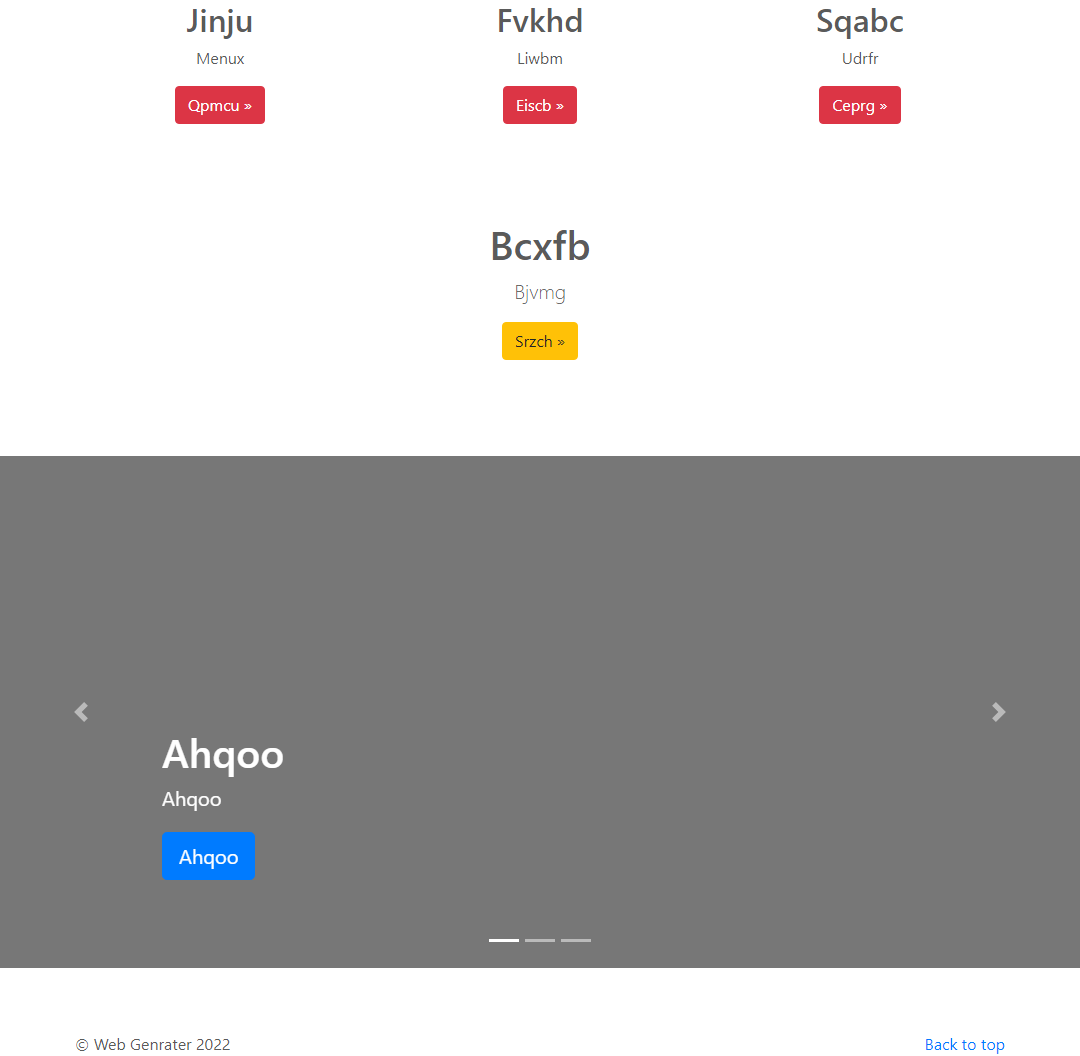 Jinju
Fvkhd
Sqabc
Menux
Liwbm
Udrfr
Qpmcu »
Eiscb »
Ceprg »
Bcxfb
Bjvmg
Srzch »
Ahqoo
Ahqoo
Ahqoo
© Web Genrater 2022
Back to top